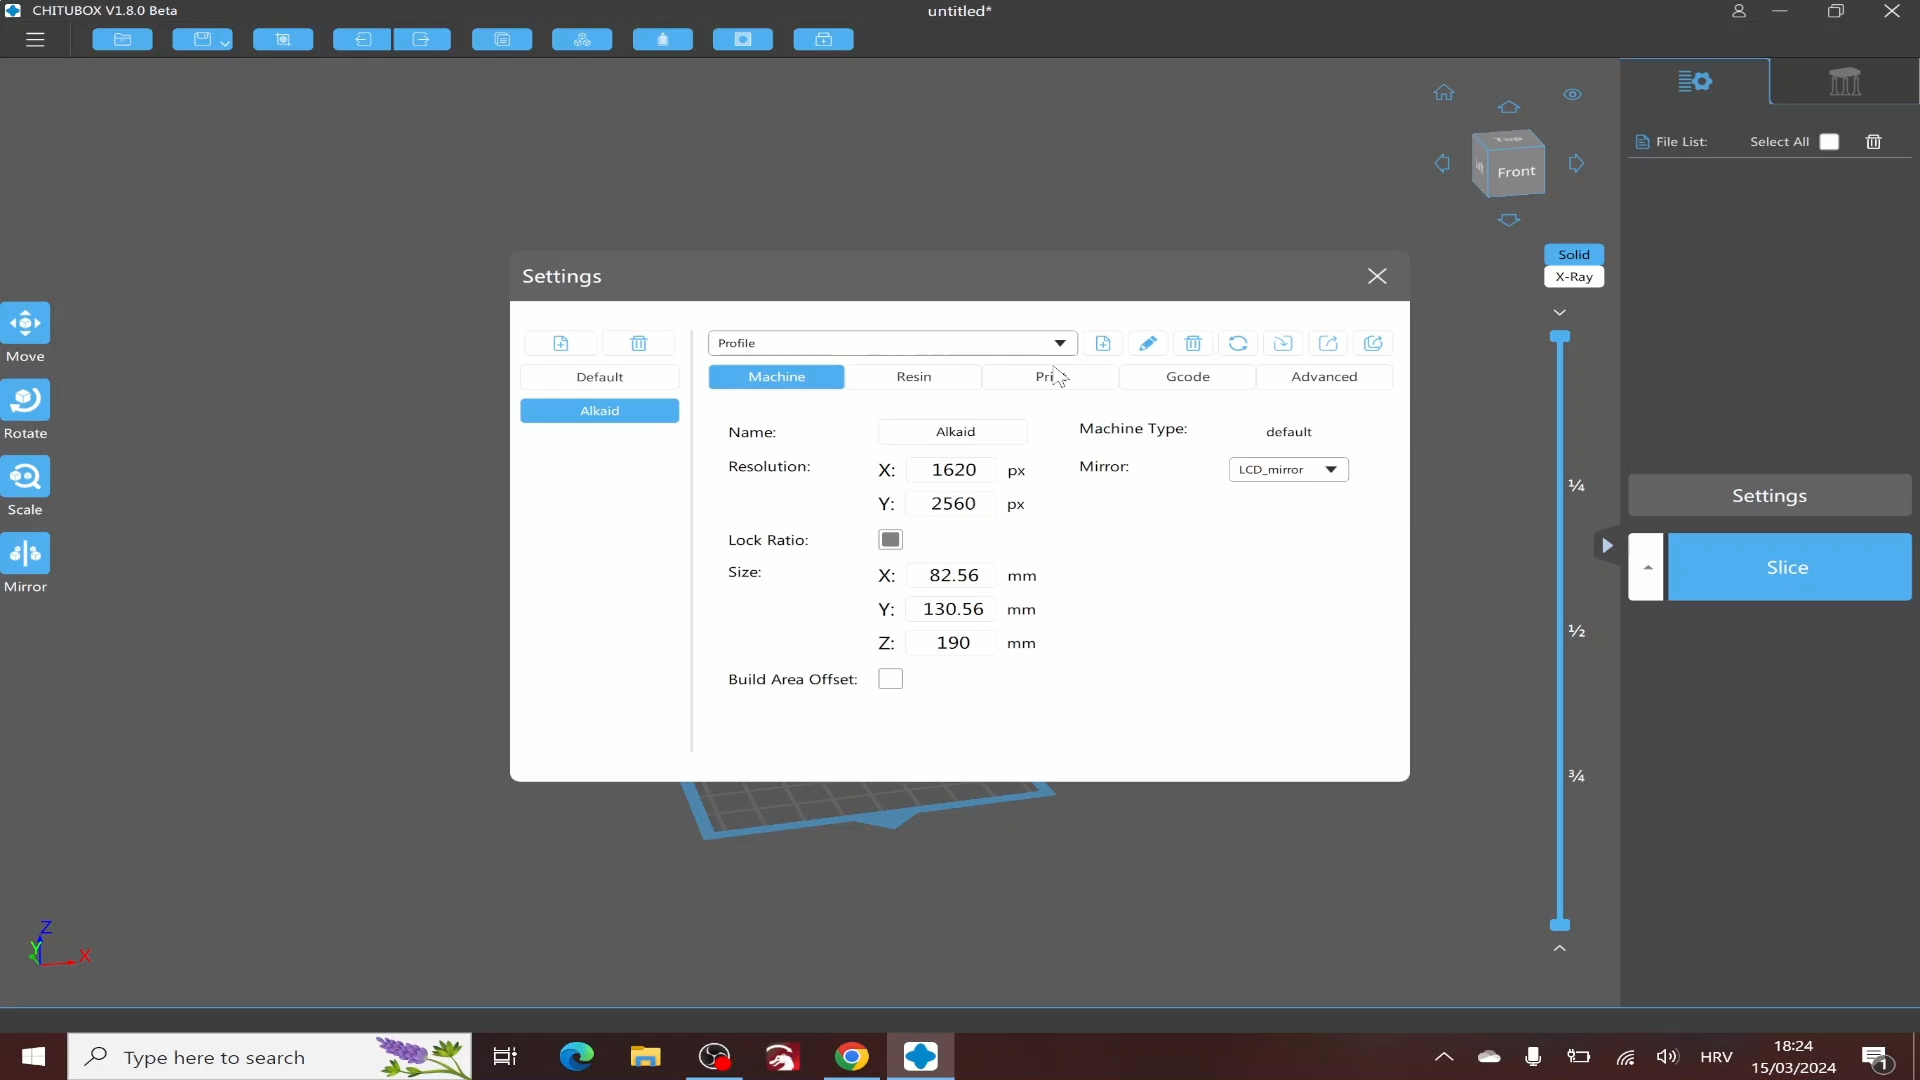 CHITUBOX V1.8.0 Beta
untitled*
Top
Front
File List:
Select All
Solid
X-Ray
Settings
Profile
Default
Machine
Resin
Gcode
Advanced
Alkaid
Name:
Alkaid
Machine Type:
default
Resolution:
X:
1620
px
Mirror:
LCD_mirror
Y:
2560
px
Lock Ratio:
Size:
X:
82.56
mm
Y:
130.56
mm
Z:
190
mm
Build Area Offset:
Move
Rotate
Scale
Mirror
¼
½
¾
Settings
Slice
Z
Y
X
Type here to search
HRV
18:24
15/03/2024
1